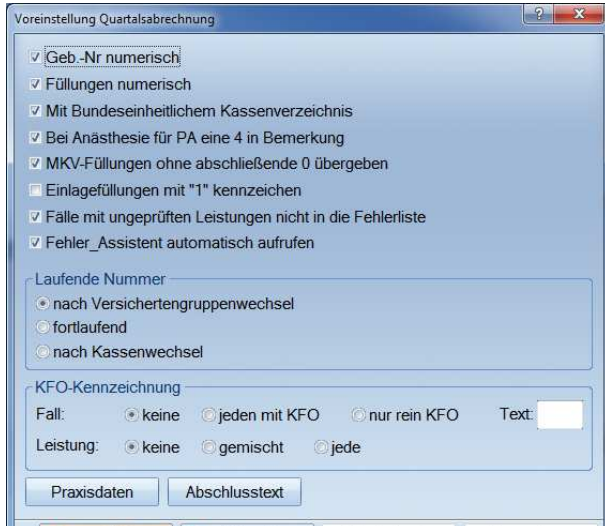 Voreinstellung Quartalsabrechnung
Geb.-Nr numerisch
Füllungen numerisch
Mit Bundeseinheitlichem Kassenverzeichnis
Bei Anästhesie für PA eine 4 in Bemerkung
MKV-Füllungen ohne abschließende 0 übergeben
Einlagefüllungen mit "1" kennzeichen
Fälle mit ungeprüften Leistungen nicht in die Fehlerliste
Fehler_Assistent automatisch aufrufen
Laufende Nummer
nach Versichertengruppenwechsel
fortlaufend
nach Kassenwechsel
KFO-Kennzeichnung
Fall: keine jeden mit KFO nur rein KFO Text:
Leistung: keine gemischt jede
Praxisdaten Abschlusstext